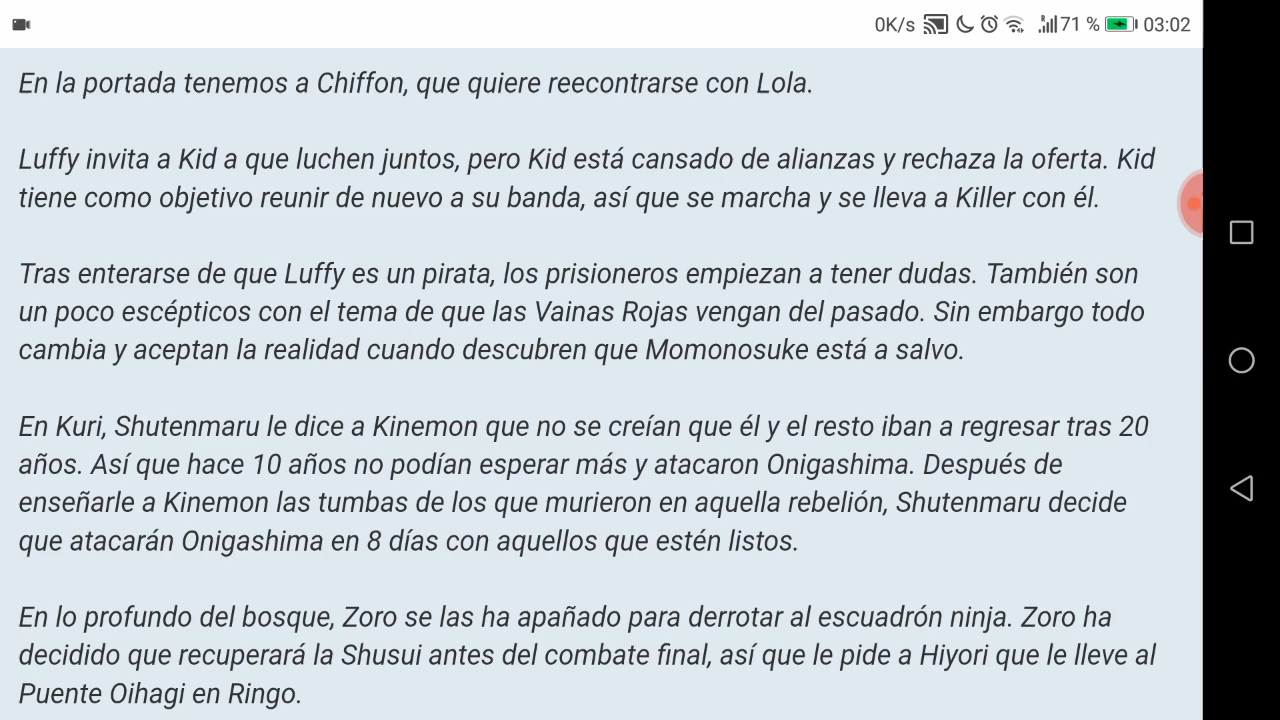 0K/s 71 % 03:02
En la portada tenemos a Chiffon, que quiere reecontrarse con Lola.
Luffy invita a Kid a que luchen juntos, pero Kid está cansado de alianzas y rechaza la oferta. Kid
tiene como objetivo reunir de nuevo a su banda, así que se marcha y se lleva a Killer con él.
Tras enterarse de que Luffy es un pirata, los prisioneros empiezan a tener dudas. También son
un poco escépticos con el tema de que las Vainas Rojas vengan del pasado. Sin embargo todo
cambia y aceptan la realidad cuando descubren que Momonosuke está a salvo.
En Kuri, Shutenmaru le dice a Kinemon que no se creían que él y el resto iban a regresar tras 20
años. Así que hace 10 años no podían esperar más y atacaron Onigashima. Después de
enseñarle a Kinemon las tumbas de los que murieron en aquella rebelión, Shutenmaru decide
que atacarán Onigashima en 8 días con aquellos que estén listos.
En lo profundo del bosque, Zoro se las ha apañado para derrotar al escuadrón ninja. Zoro ha
decidido que recuperará la Shusui antes del combate final, así que le pide a Hiyori que le lleve al
Puente Oihagi en Ringo.